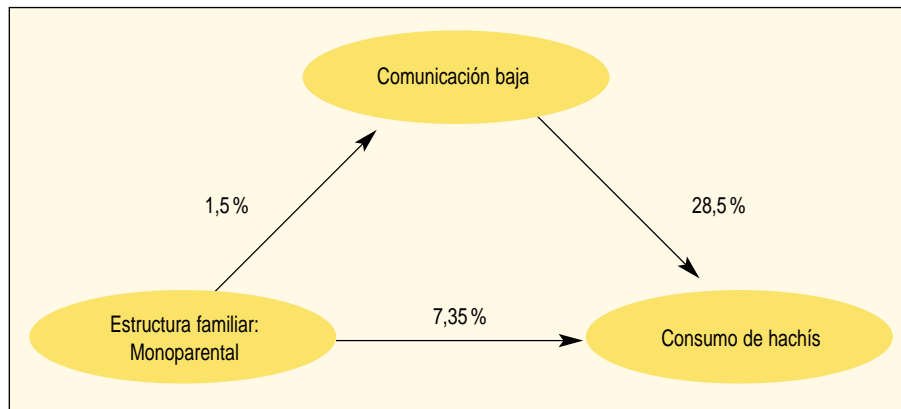 Comunicación baja
1,5 %
28,5 %
Estructura familiar:
Monoparental
7,35 %
Consumo de hachís